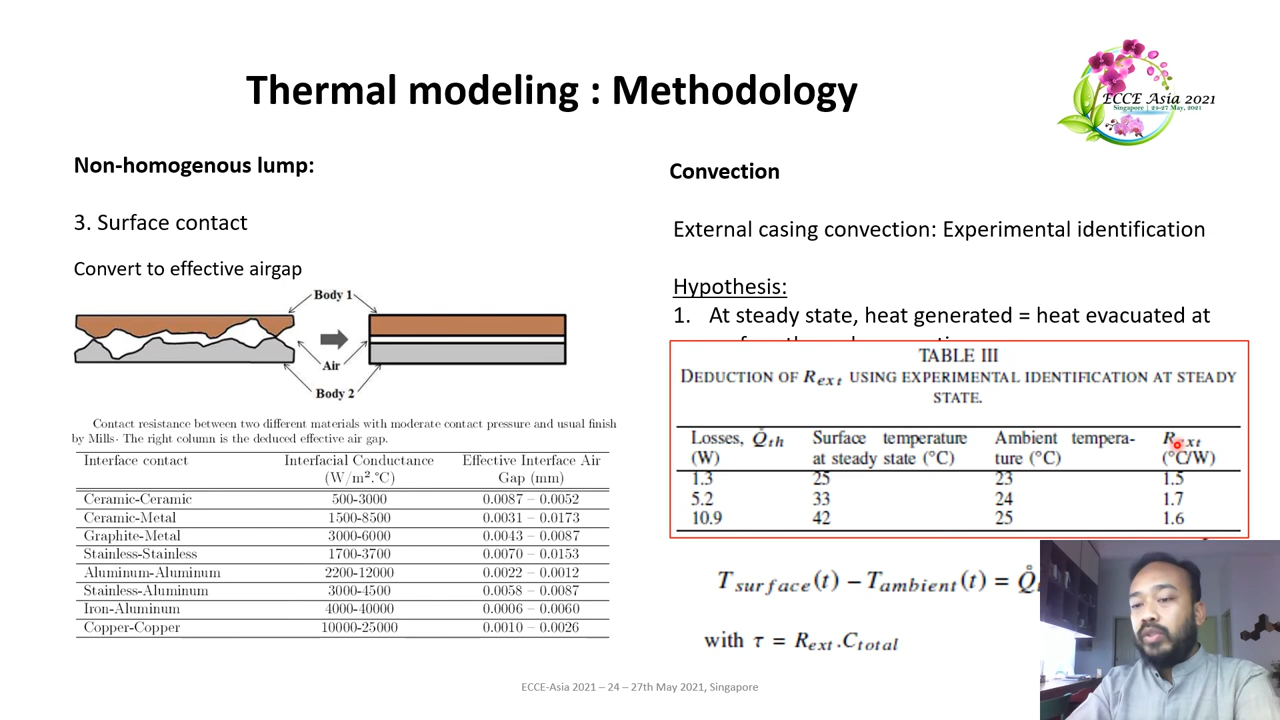 Thermal modeling : Methodology
ECCE Asia 2021
Singapore | 24-27 May, 2021
Non-homogenous lump:
3. Surface contact
Convert to effective airgap
Body 1
Air
Body 2
Contact resistance between two different materials with moderate contact pressure and usual finish
by Mills. The right column is the deduced effective air gap.
Interface contact Interfacial Conductance Effective Interface Air
(W/m².°C) Gap (mm)
Ceramic-Ceramic 500-3000 0.0087 – 0.0052
Ceramic-Metal 1500-8500 0.0031 – 0.0173
Graphite-Metal 3000-6000 0.0043 – 0.0087
Stainless-Stainless 1700-3700 0.0070 – 0.0153
Aluminum-Aluminum 2200-12000 0.0022 – 0.0012
Stainless-Aluminum 3000-4500 0.0058 – 0.0087
Iron-Aluminum 4000-40000 0.0006 – 0.0060
Copper-Copper 10000-25000 0.0010 – 0.0026
Convection
External casing convection: Experimental identification
Hypothesis:
1. At steady state, heat generated = heat evacuated at
TABLE III
DEDUCTION OF Rext USING EXPERIMENTAL IDENTIFICATION AT STEADY
STATE.
Losses, Q̊th Surface temperature Ambient tempera- Rext
(W) at steady state (°C) ture (°C) (°C/W)
1.3 25 23 1.5
5.2 33 24 1.7
10.9 42 25 1.6
Tsurface(t) − Tambient(t) = Q̊
with τ = Rext.Ctotal
ECCE-Asia 2021 – 24 – 27th May 2021, Singapore